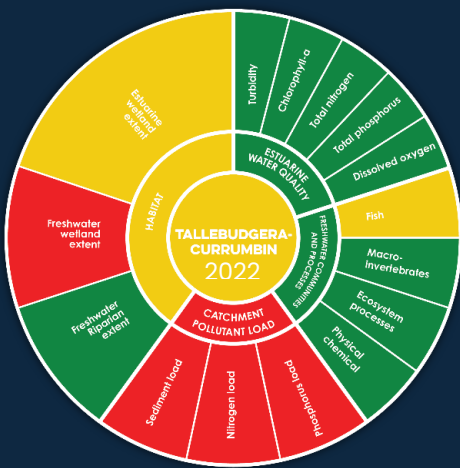 TALLEBUDGERA-
CURRUMBIN
2022
ESTUARINE
WATER QUALITY
Turbidity
Chlorophyll-a
Total nitrogen
Total phosphorus
Dissolved oxygen
FRESHWATER COMMUNITIES
AND PROCESSES
Fish
Macro-
Invertebrates
Ecosystem
processes
Physical
chemical
CATCHMENT
POLLUTANT LOAD
Phosphorus load
Nitrogen load
Sediment load
HABITAT
Freshwater
Riparian
extent
Freshwater
wetland
extent
Estuarine
wetland
extent